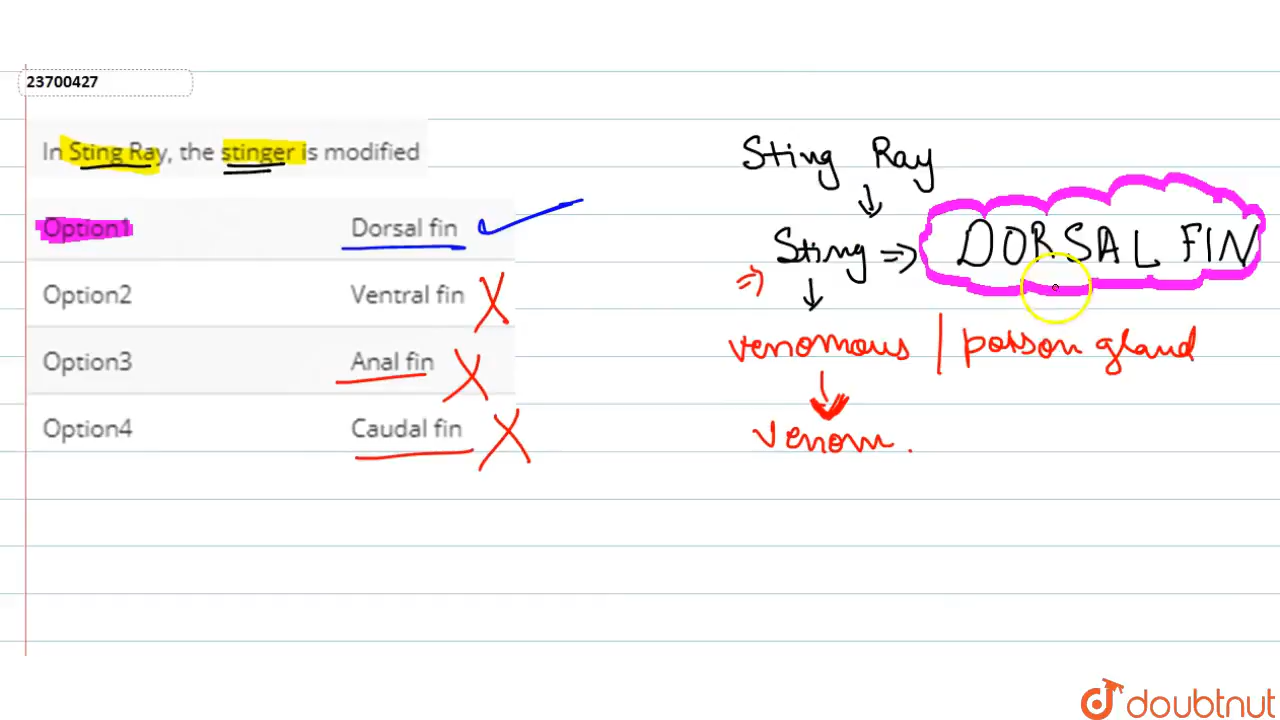 23700427
In Sting Ray, the stinger is modified
Option1 Dorsal fin
Option2 Ventral fin
Option3 Anal fin
Option4 Caudal fin
Sting Ray
Sting ⇒ DORSAL FIN
⇒
venomous | poison gland
venom.
doubtnut